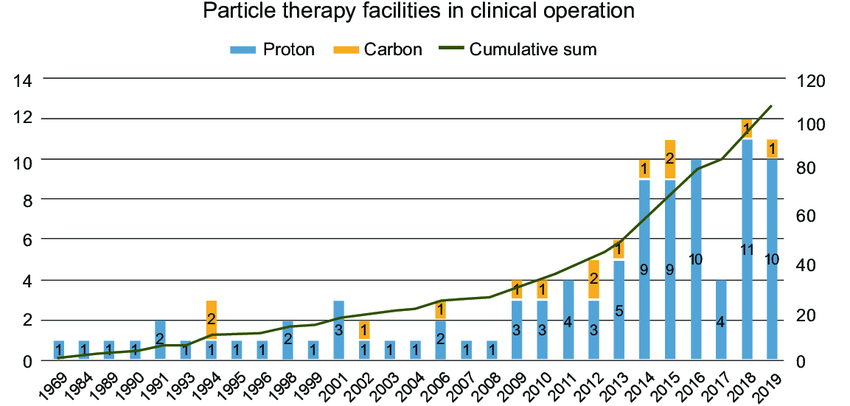 Particle therapy facilities in clinical operation
Proton Carbon Cumulative sum
14 120
12 1 100
10 1 2 1 80
8
6 1 60
9 9 10 11 10
4 1 1 2 40
5
2 2 1 3 1 2 3 3 4 3 4 20
0 1 1 1 1 2 1 1 1 1 2 1 1 1 1 1 1 0
1969 1984 1989 1990 1991 1993 1994 1995 1996 1998 1999 2001 2002 2003 2004 2006 2007 2008 2009 2010 2011 2012 2013 2014 2015 2016 2017 2018 2019